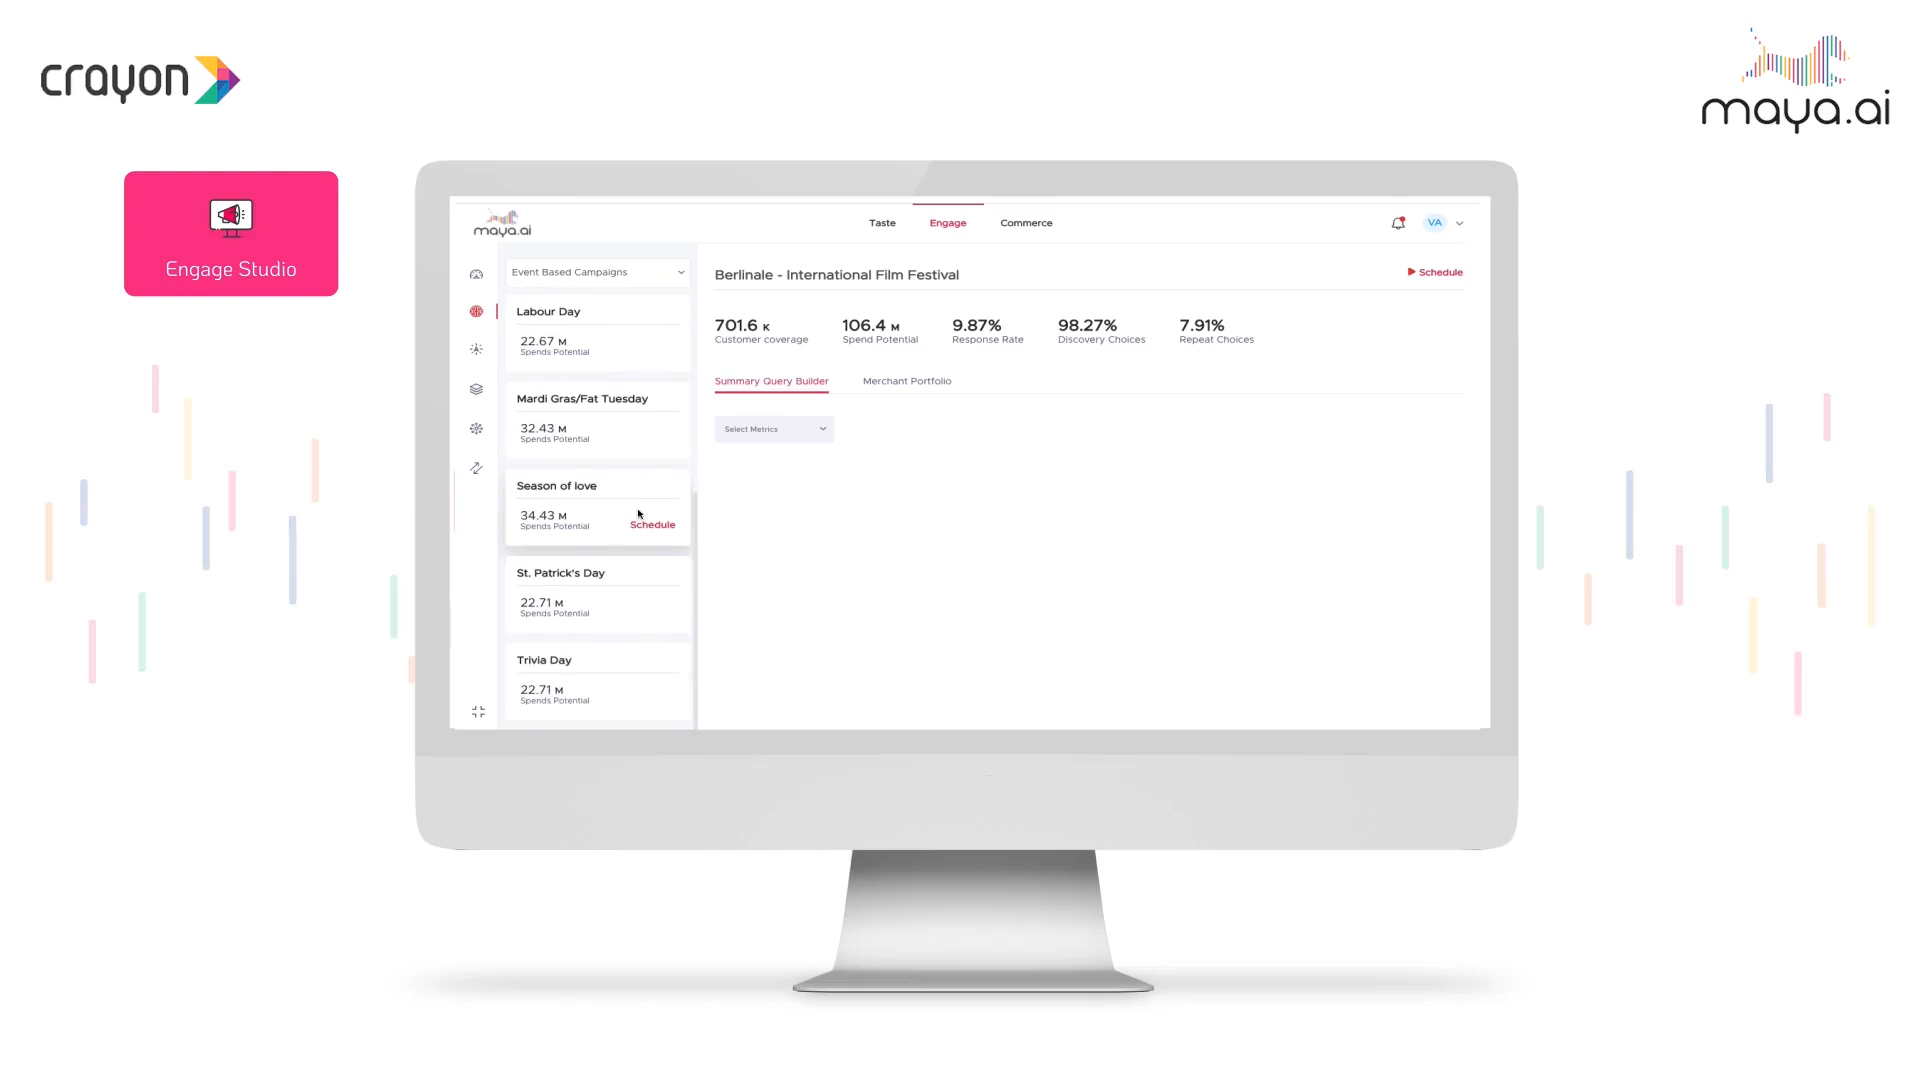 crayon
maya.ai
Engage Studio
maya.ai
Taste
Engage
Commerce
VA
Event Based Campaigns
Labour Day
22.67 M
Spends Potential
Mardi Gras/Fat Tuesday
32.43 M
Spends Potential
Season of love
34.43 M
Spends Potential
Schedule
St. Patrick's Day
22.71 M
Spends Potential
Trivia Day
22.71 M
Spends Potential
Berlinale - International Film Festival
Schedule
701.6 K
Customer coverage
106.4 M
Spend Potential
9.87%
Response Rate
98.27%
Discovery Choices
7.91%
Repeat Choices
Summary Query Builder
Merchant Portfolio
Select Metrics